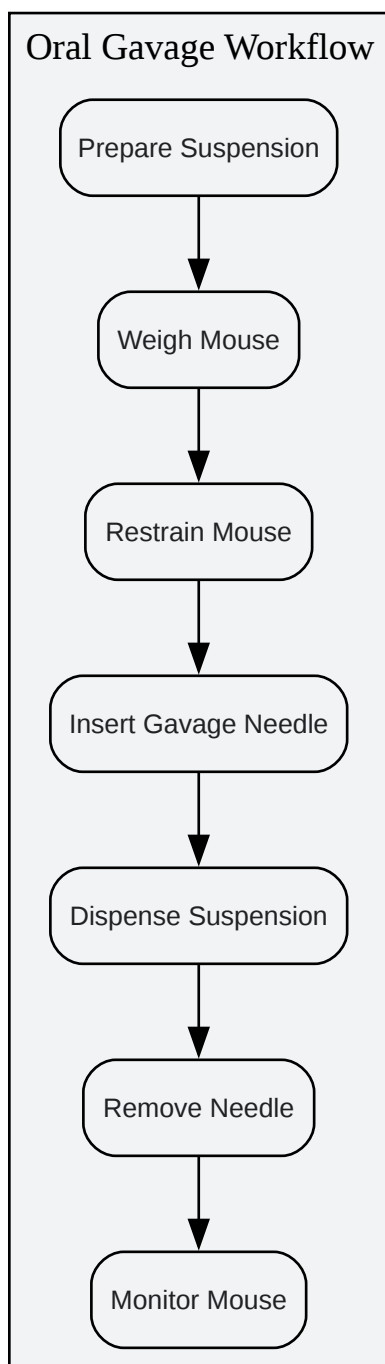 Oral Gavage Workflow
Prepare Suspension
Weigh Mouse
Restrain Mouse
Insert Gavage Needle
Dispense Suspension
Remove Needle
Monitor Mouse